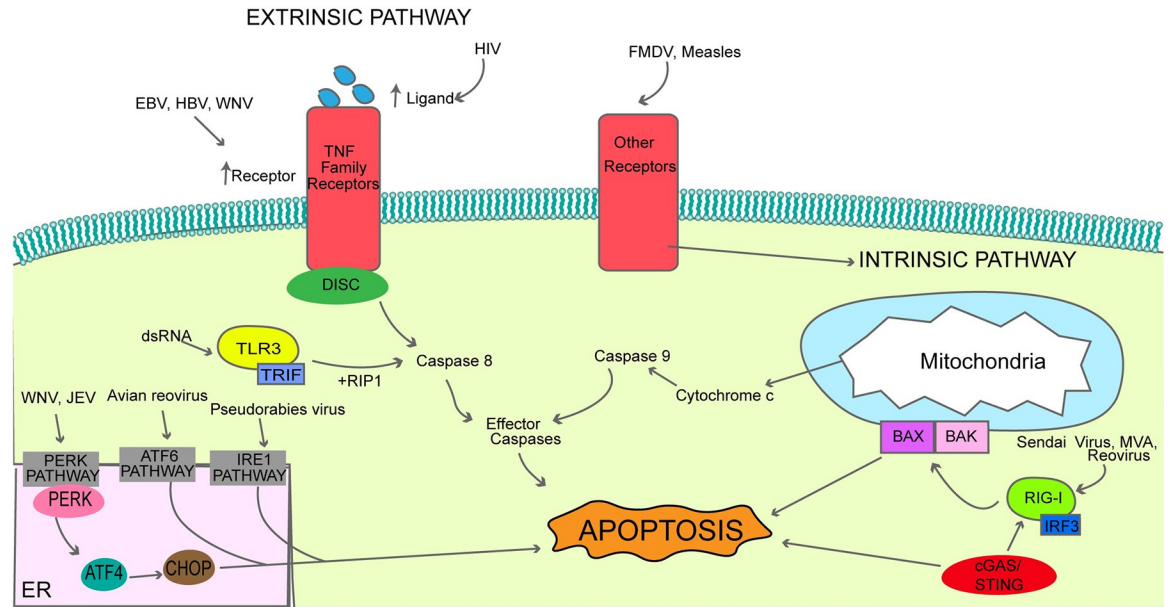 EXTRINSIC PATHWAY
HIV
FMDV, Measles
EBV, HBV, WNV
Ligand
Receptor
TNF
Family
Receptors
Other
Receptors
DISC
INTRINSIC PATHWAY
dsRNA
TLR3
TRIF
+RIP1
Caspase 8
Caspase 9
Cytochrome c
Mitochondria
WNV, JEV
Avian reovirus
Pseudorabies virus
Effector
Caspases
BAX
BAK
Sendai Virus, MVA,
Reovirus
PERK
PATHWAY
ATF6
PATHWAY
IRE1
PATHWAY
PERK
RIG-I
IRF3
APOPTOSIS
ATF4
CHOP
cGAS/
STING
ER